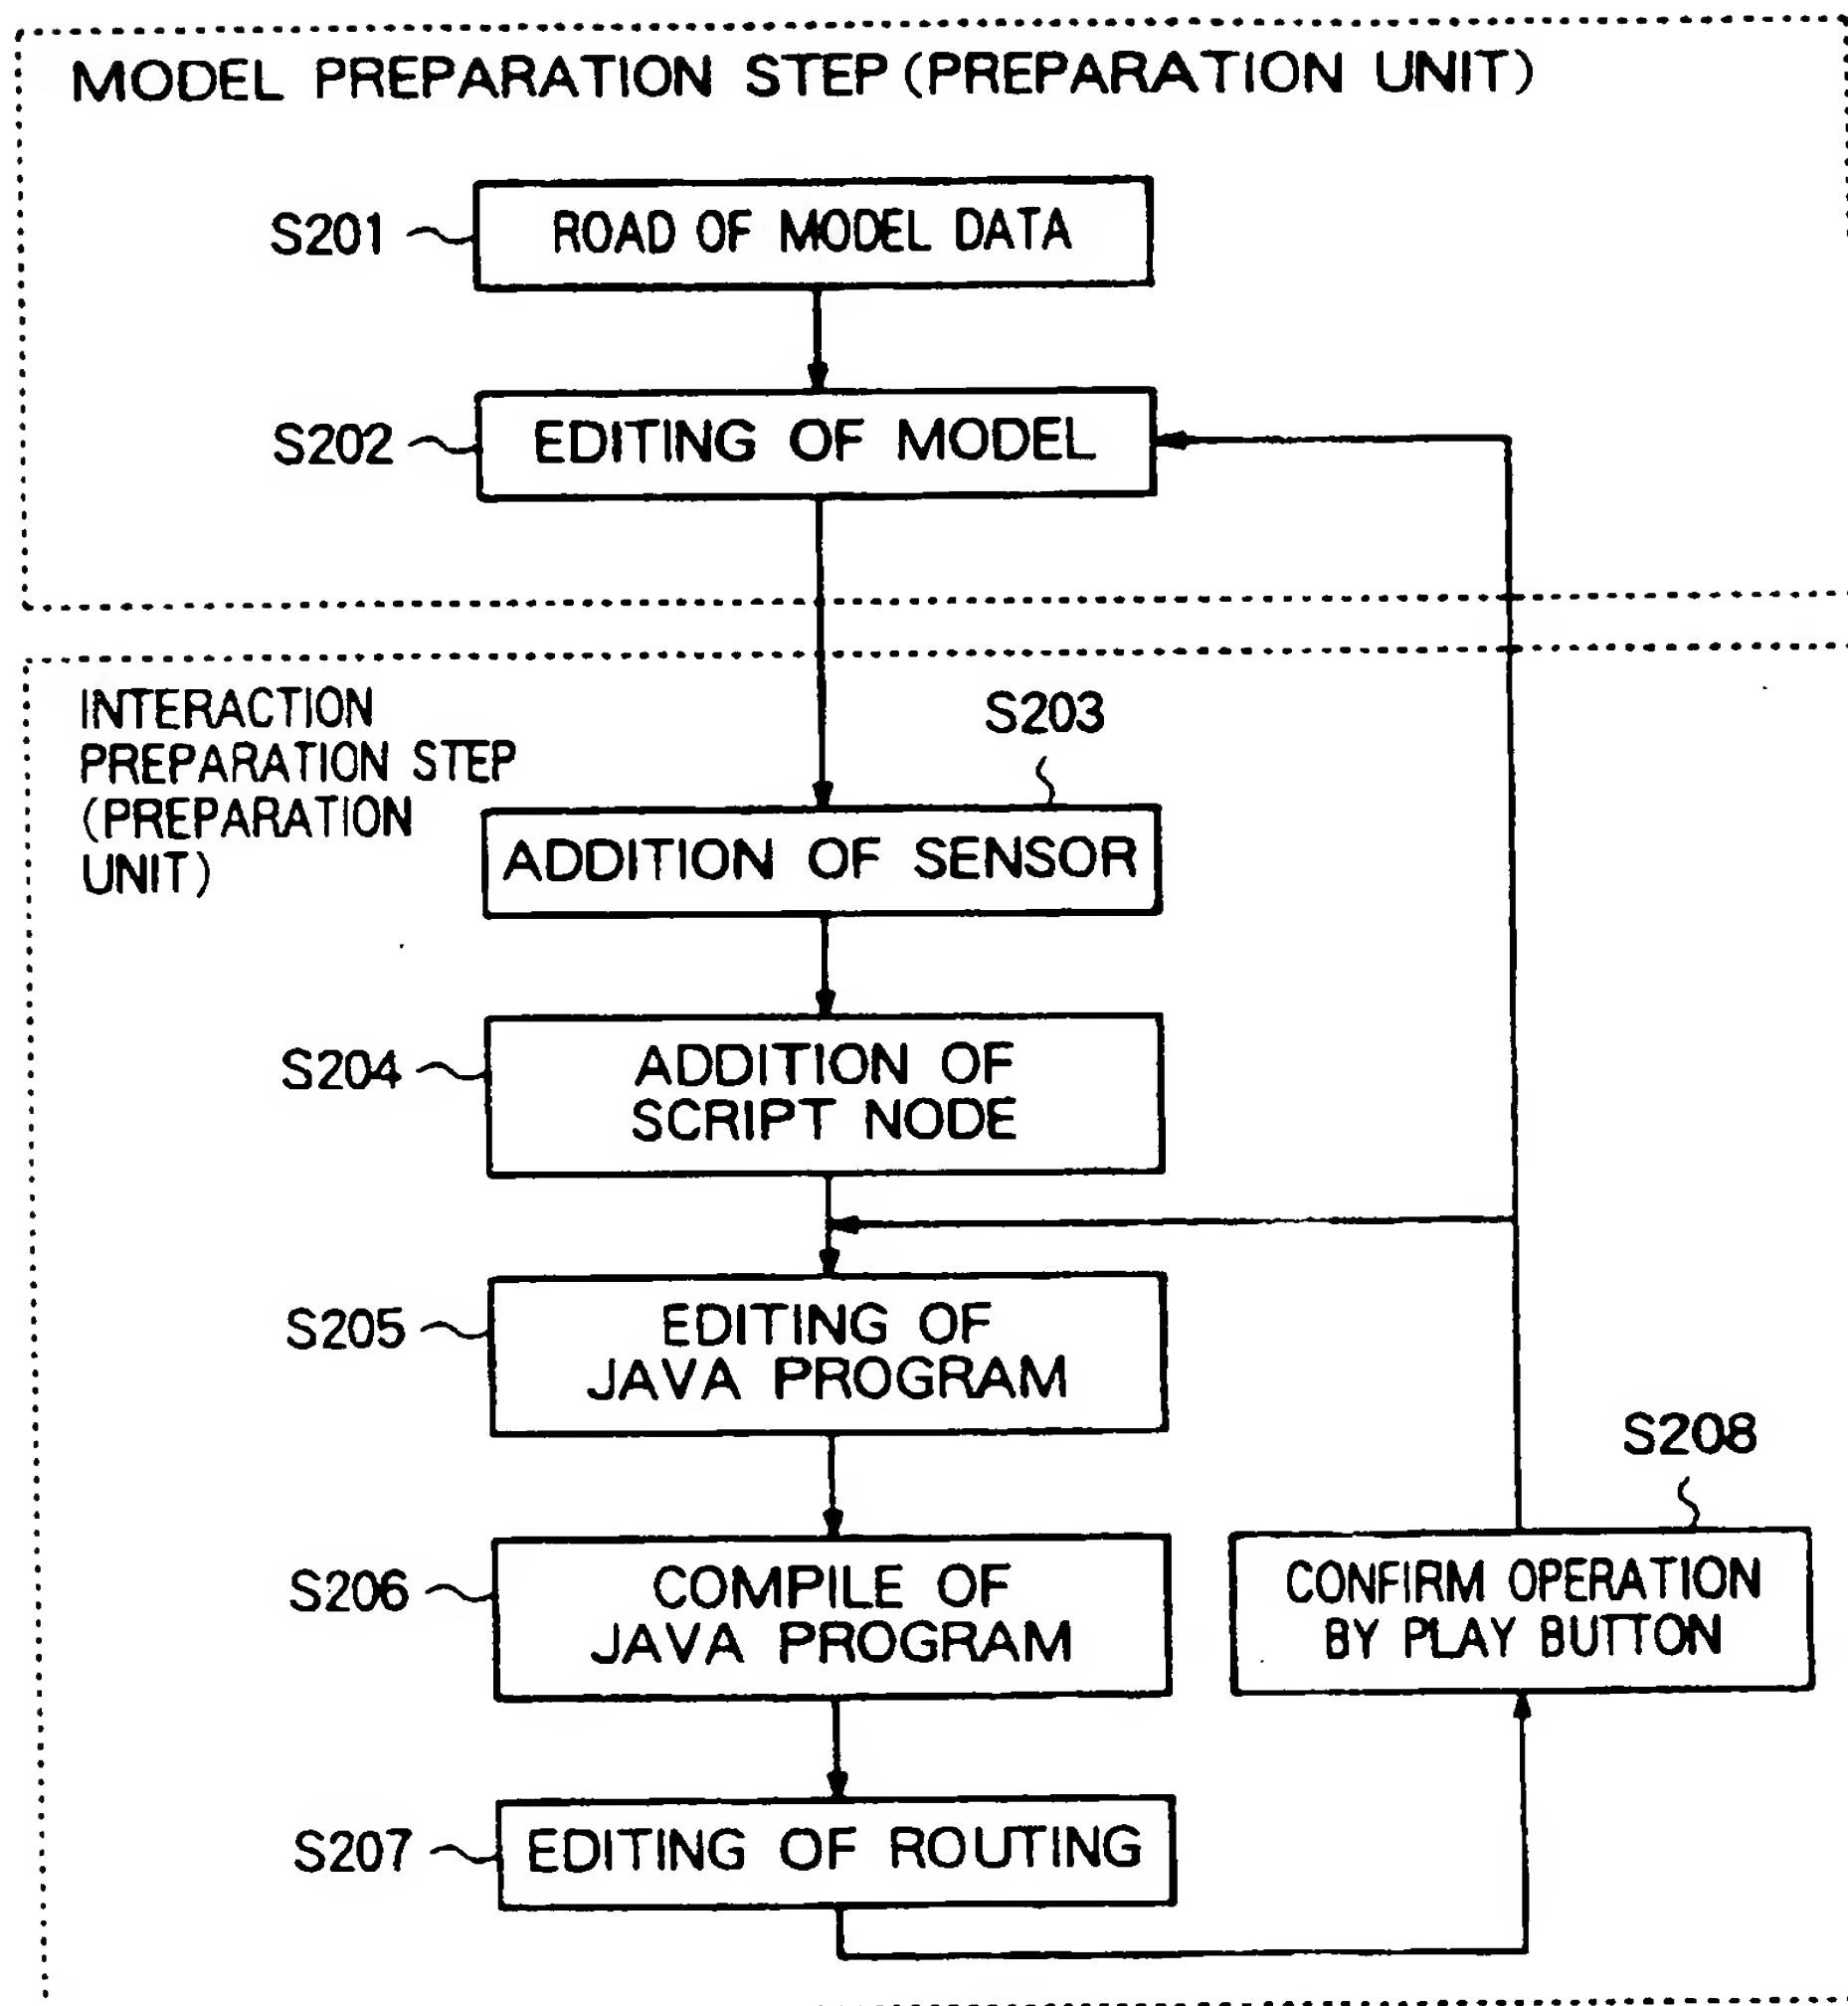 MODEL PREPARATION STEP (PREPARATION UNIT)
S201
ROAD OF MODEL DATA
S202
EDITING OF MODEL
INTERACTION
PREPARATION STEP
(PREPARATION
UNIT)
S203
ADDITION OF SENSOR
S204
ADDITION OF
SCRIPT NODE
S205
EDITING OF
JAVA PROGRAM
S206
COMPILE OF
JAVA PROGRAM
S208
CONFIRM OPERATION
BY PLAY BUTTON
S207
EDITING OF ROUTING